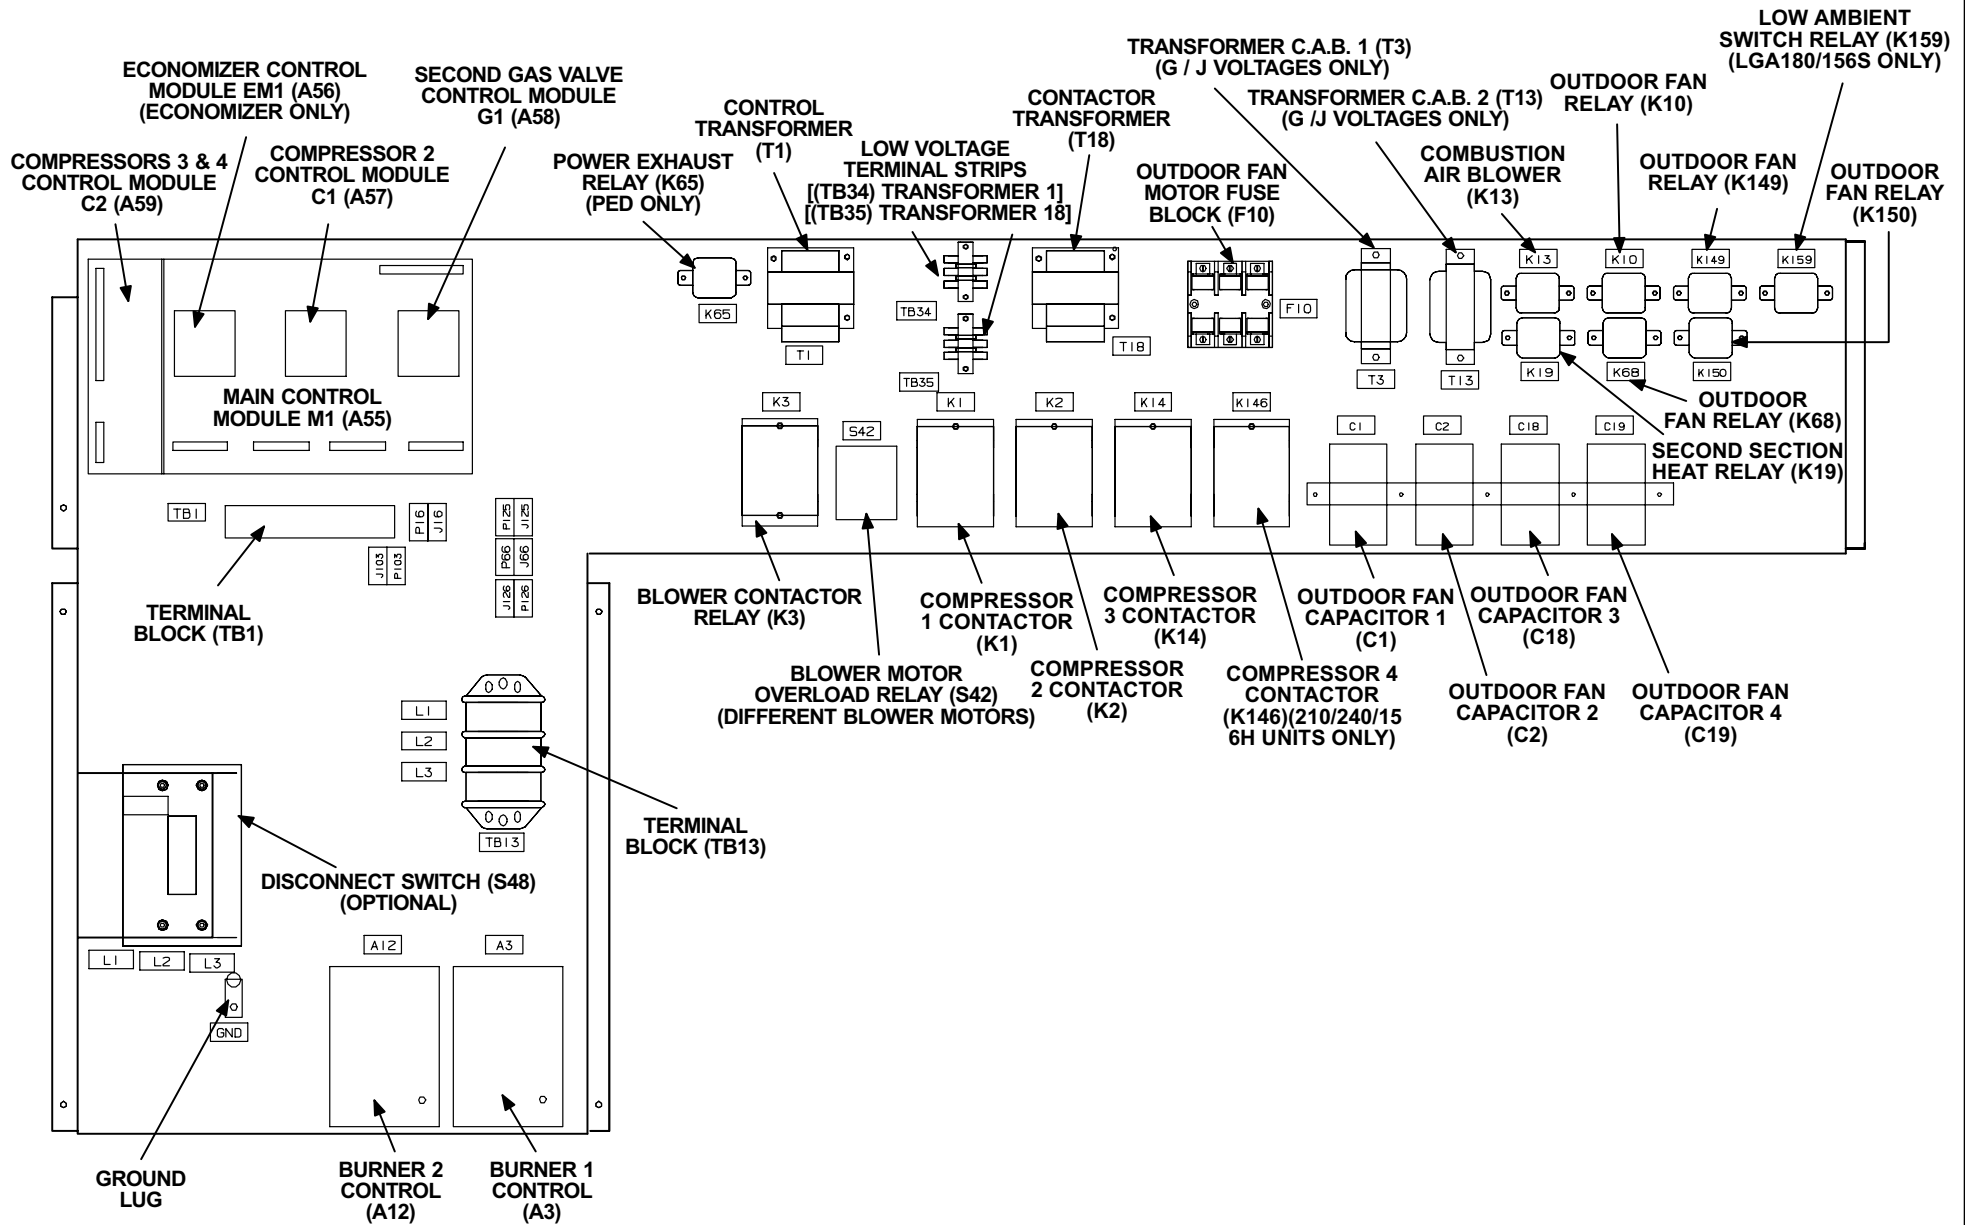 LOW AMBIENT
SWITCH RELAY (K159)
(LGA180/156S ONLY)
TRANSFORMER C.A.B. 1 (T3)
(G / J VOLTAGES ONLY)
ECONOMIZER CONTROL
MODULE EM1 (A56)
(ECONOMIZER ONLY)
SECOND GAS VALVE
CONTROL MODULE
G1 (A58)
CONTROL
TRANSFORMER
(T1)
CONTACTOR
TRANSFORMER
(T18)
TRANSFORMER C.A.B. 2 (T13)
(G /J VOLTAGES ONLY)
OUTDOOR FAN
RELAY (K10)
COMPRESSORS 3 & 4
CONTROL MODULE
C2 (A59)
COMPRESSOR 2
CONTROL MODULE
C1 (A57)
POWER EXHAUST
RELAY (K65)
(PED ONLY)
LOW VOLTAGE
TERMINAL STRIPS
[(TB34) TRANSFORMER 1]
[(TB35) TRANSFORMER 18]
OUTDOOR FAN
MOTOR FUSE
BLOCK (F10)
COMBUSTION
AIR BLOWER
(K13)
OUTDOOR FAN
RELAY (K149)
OUTDOOR
FAN RELAY
(K150)
K13
K10
K149
K159
K65
TB34
F10
T1
T18
TB35
T3
T13
K19
K68
K150
MAIN CONTROL
MODULE M1 (A55)
K3
S42
K1
K2
K14
K146
C1
C2
C18
C19
OUTDOOR
FAN RELAY (K68)
SECOND SECTION
HEAT RELAY (K19)
TB1
P16
J16
P125
J125
J103
P103
P66
J66
J126
P126
TERMINAL
BLOCK (TB1)
BLOWER CONTACTOR
RELAY (K3)
COMPRESSOR
1 CONTACTOR
(K1)
COMPRESSOR
3 CONTACTOR
(K14)
OUTDOOR FAN
CAPACITOR 1
(C1)
OUTDOOR FAN
CAPACITOR 3
(C18)
BLOWER MOTOR
OVERLOAD RELAY (S42)
(DIFFERENT BLOWER MOTORS)
COMPRESSOR
2 CONTACTOR
(K2)
COMPRESSOR 4
CONTACTOR
(K146)(210/240/15
6H UNITS ONLY)
OUTDOOR FAN
CAPACITOR 2
(C2)
OUTDOOR FAN
CAPACITOR 4
(C19)
L1
L2
L3
TB13
TERMINAL
BLOCK (TB13)
DISCONNECT SWITCH (S48)
(OPTIONAL)
L1
L2
L3
A12
A3
GND
GROUND
LUG
BURNER 2
CONTROL
(A12)
BURNER 1
CONTROL
(A3)